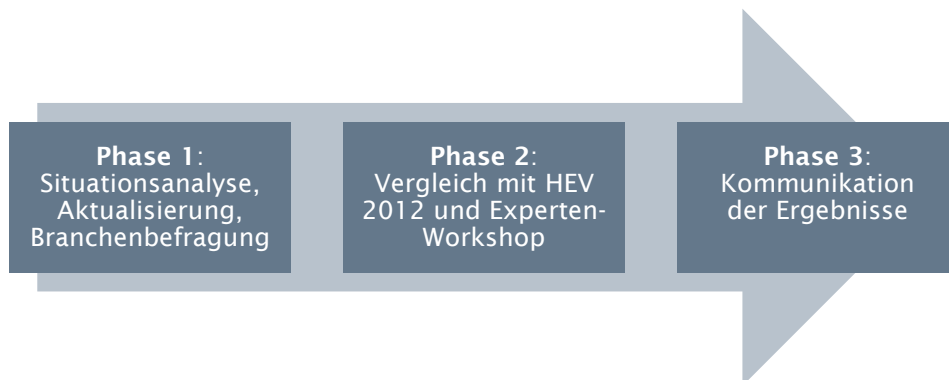 Phase 1:
Situationsanalyse,
Aktualisierung,
Branchenbefragung
Phase 2:
Vergleich mit HEV
2012 und Experten-
Workshop
Phase 3:
Kommunikation
der Ergebnisse